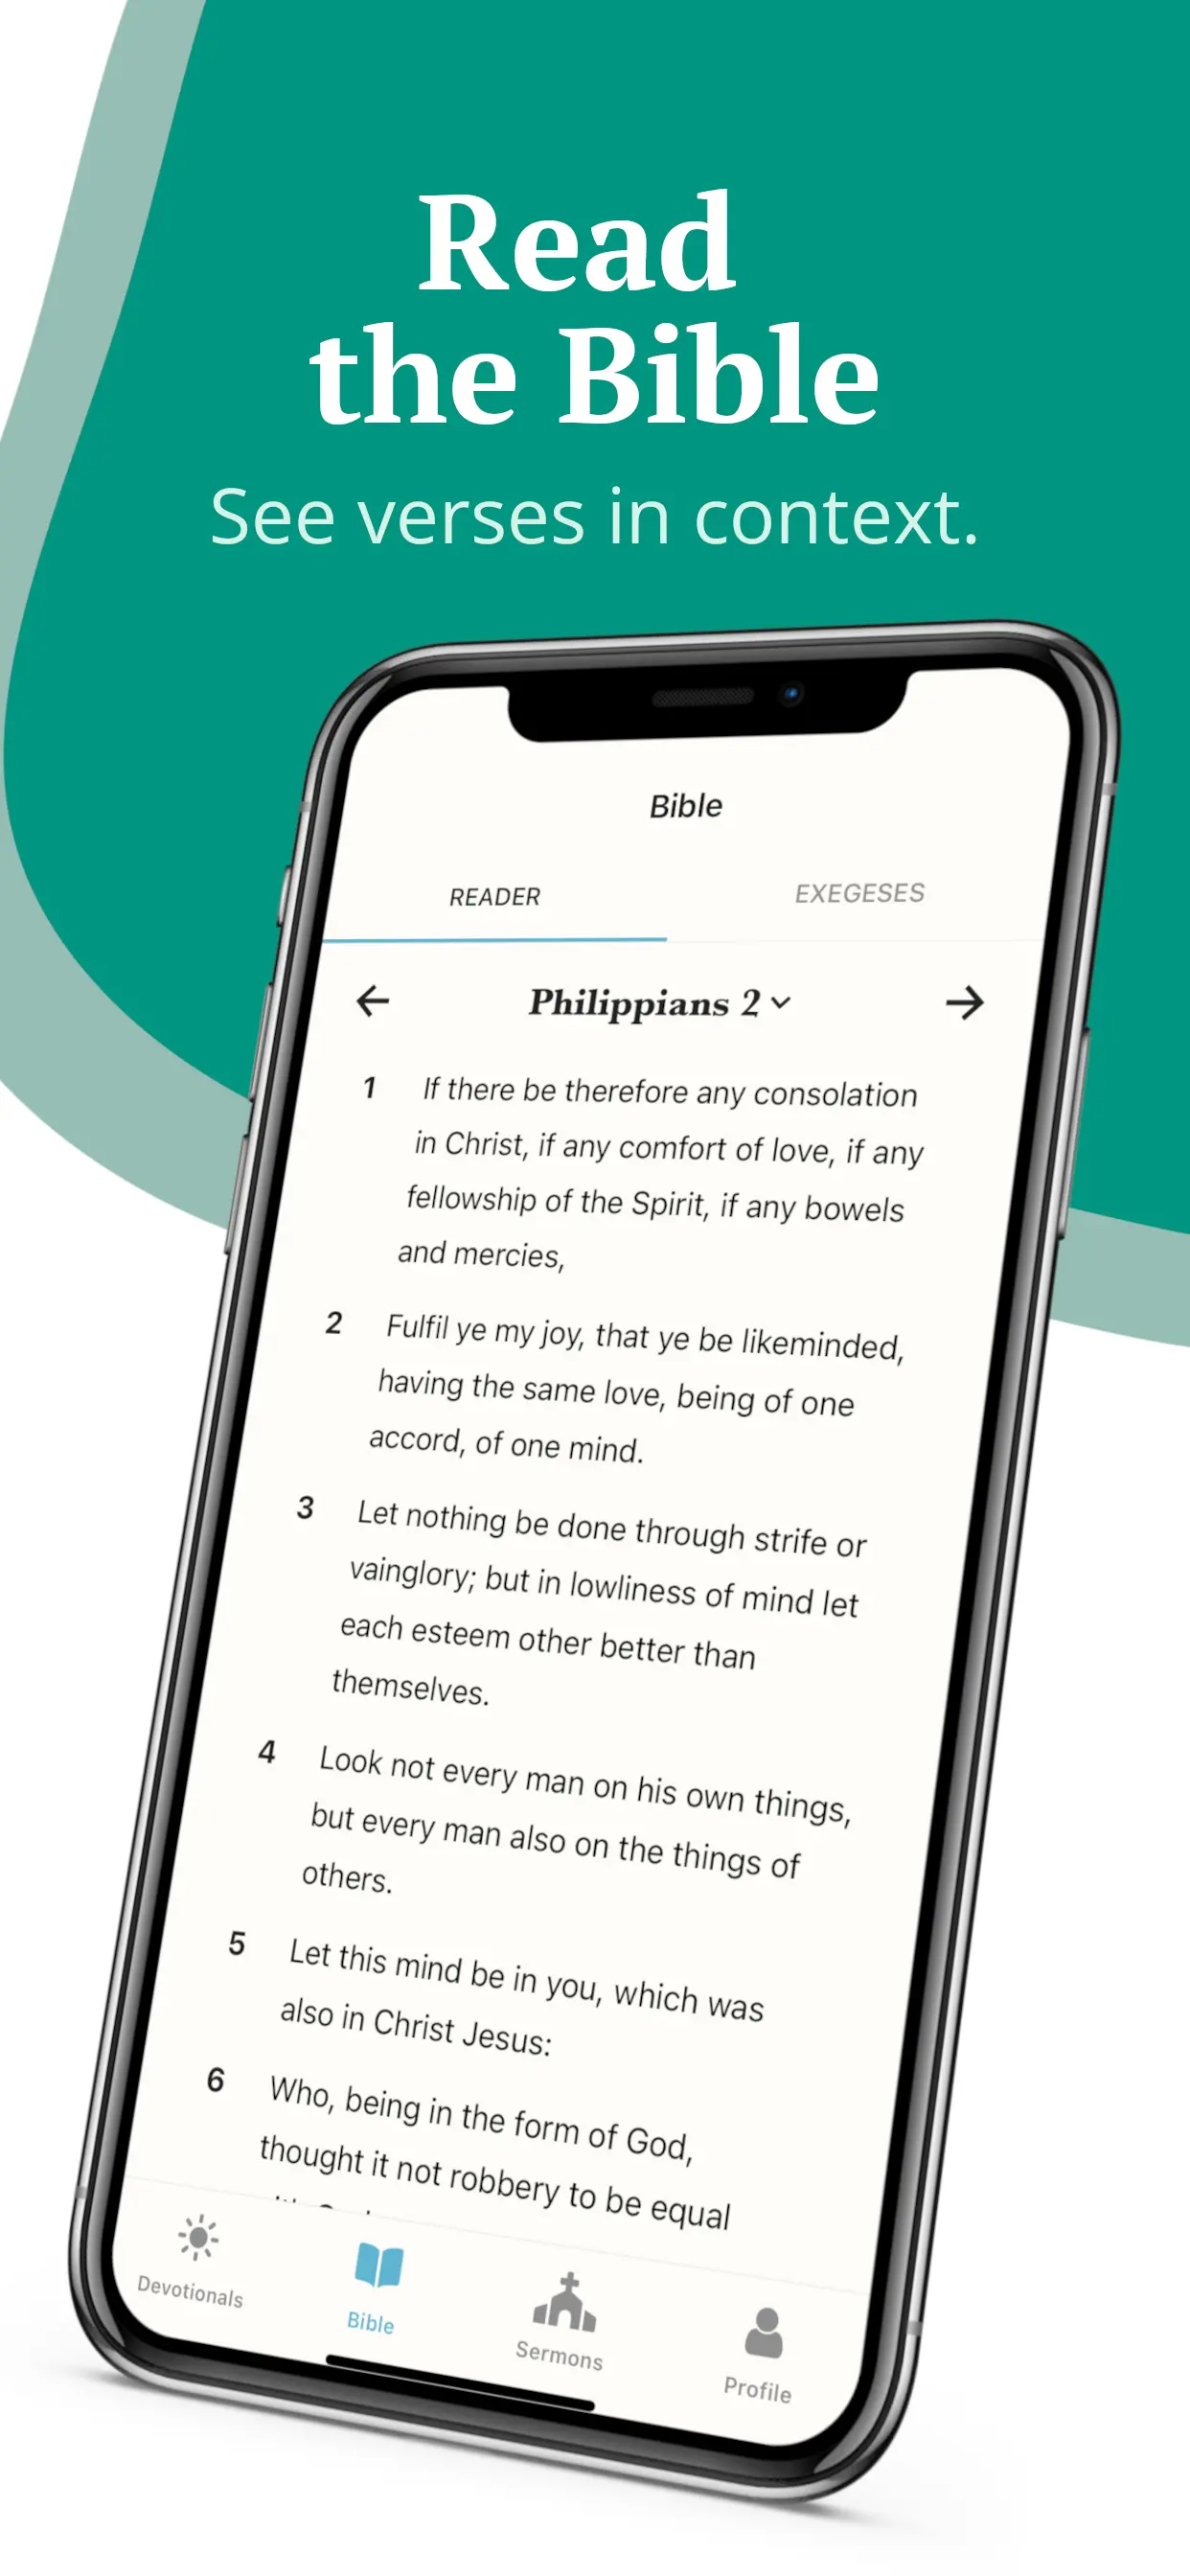 Read
the Bible
See verses in context.
Bible
READER
EXEGESES
Philippians 2
1 If there be therefore any consolation
in Christ, if any comfort of love, if any
fellowship of the Spirit, if any bowels
and mercies,
2 Fulfil ye my joy, that ye be likeminded,
having the same love, being of one
accord, of one mind.
3 Let nothing be done through strife or
vainglory; but in lowliness of mind let
each esteem other better than
themselves.
4 Look not every man on his own things,
but every man also on the things of
others.
5 Let this mind be in you, which was
also in Christ Jesus:
6 Who, being in the form of God,
thought it not robbery to be equal
Devotionals
Bible
Sermons
Profile